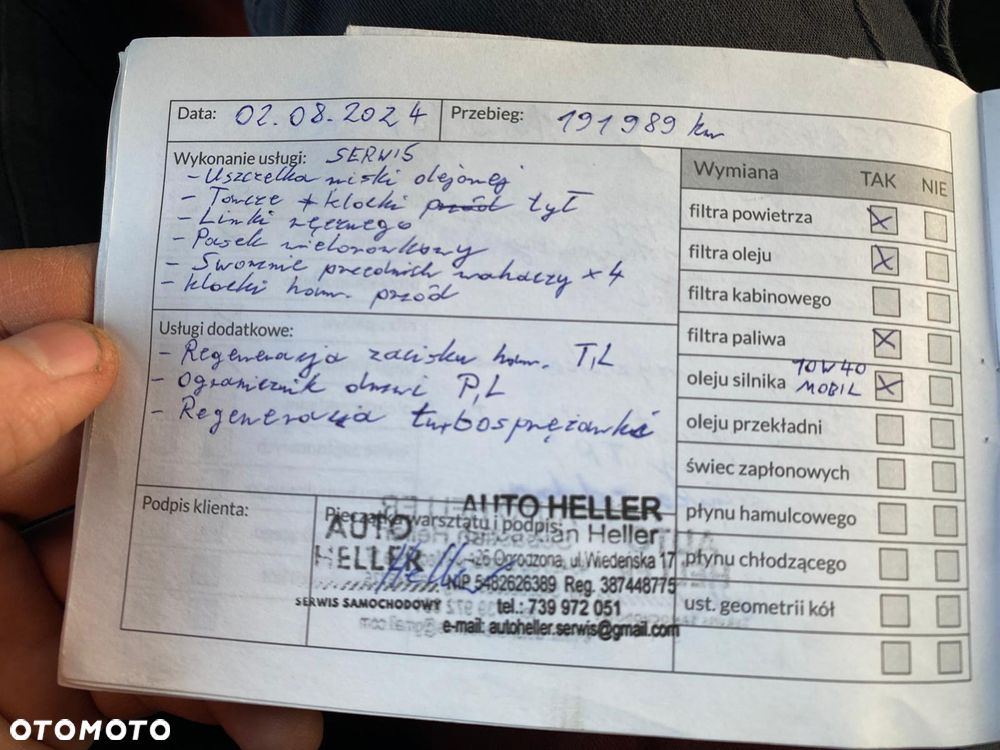 Data: 02.08.2024 Przebieg: 191989 km
Wykonanie usługi: SERWIS
- Uszczelka miski olejowej
- Tarcze + klocki przód tył
- Linki ręcznego
- Pasek wielorowkowy
- Sworznie przednich wahaczy x 4
- klocki ham. przód
Usługi dodatkowe:
- Regeneracja zacisku ham. T,L
- Ogranicznik drzwi P,L
- Regeneracja turbosprężarki
Wymiana TAK NIE
filtra powietrza X
filtra oleju X
filtra kabinowego
filtra paliwa X
oleju silnika 10W40 MOBIL X
oleju przekładni
świec zapłonowych
płynu hamulcowego
płynu chłodzącego
ust. geometrii kół
Podpis klienta:
Pieczątka warsztatu i podpis:
AUTO HELLER
SERWIS SAMOCHODOWY
AUTO HELLER
Heller
-426 Ogrodzona, ul. Wiedeńska 17
NIP 5482626389 Reg. 387448775
tel.: 739 972 051
e-mail: autoheller.serwis@gmail.com
OTOMOTO